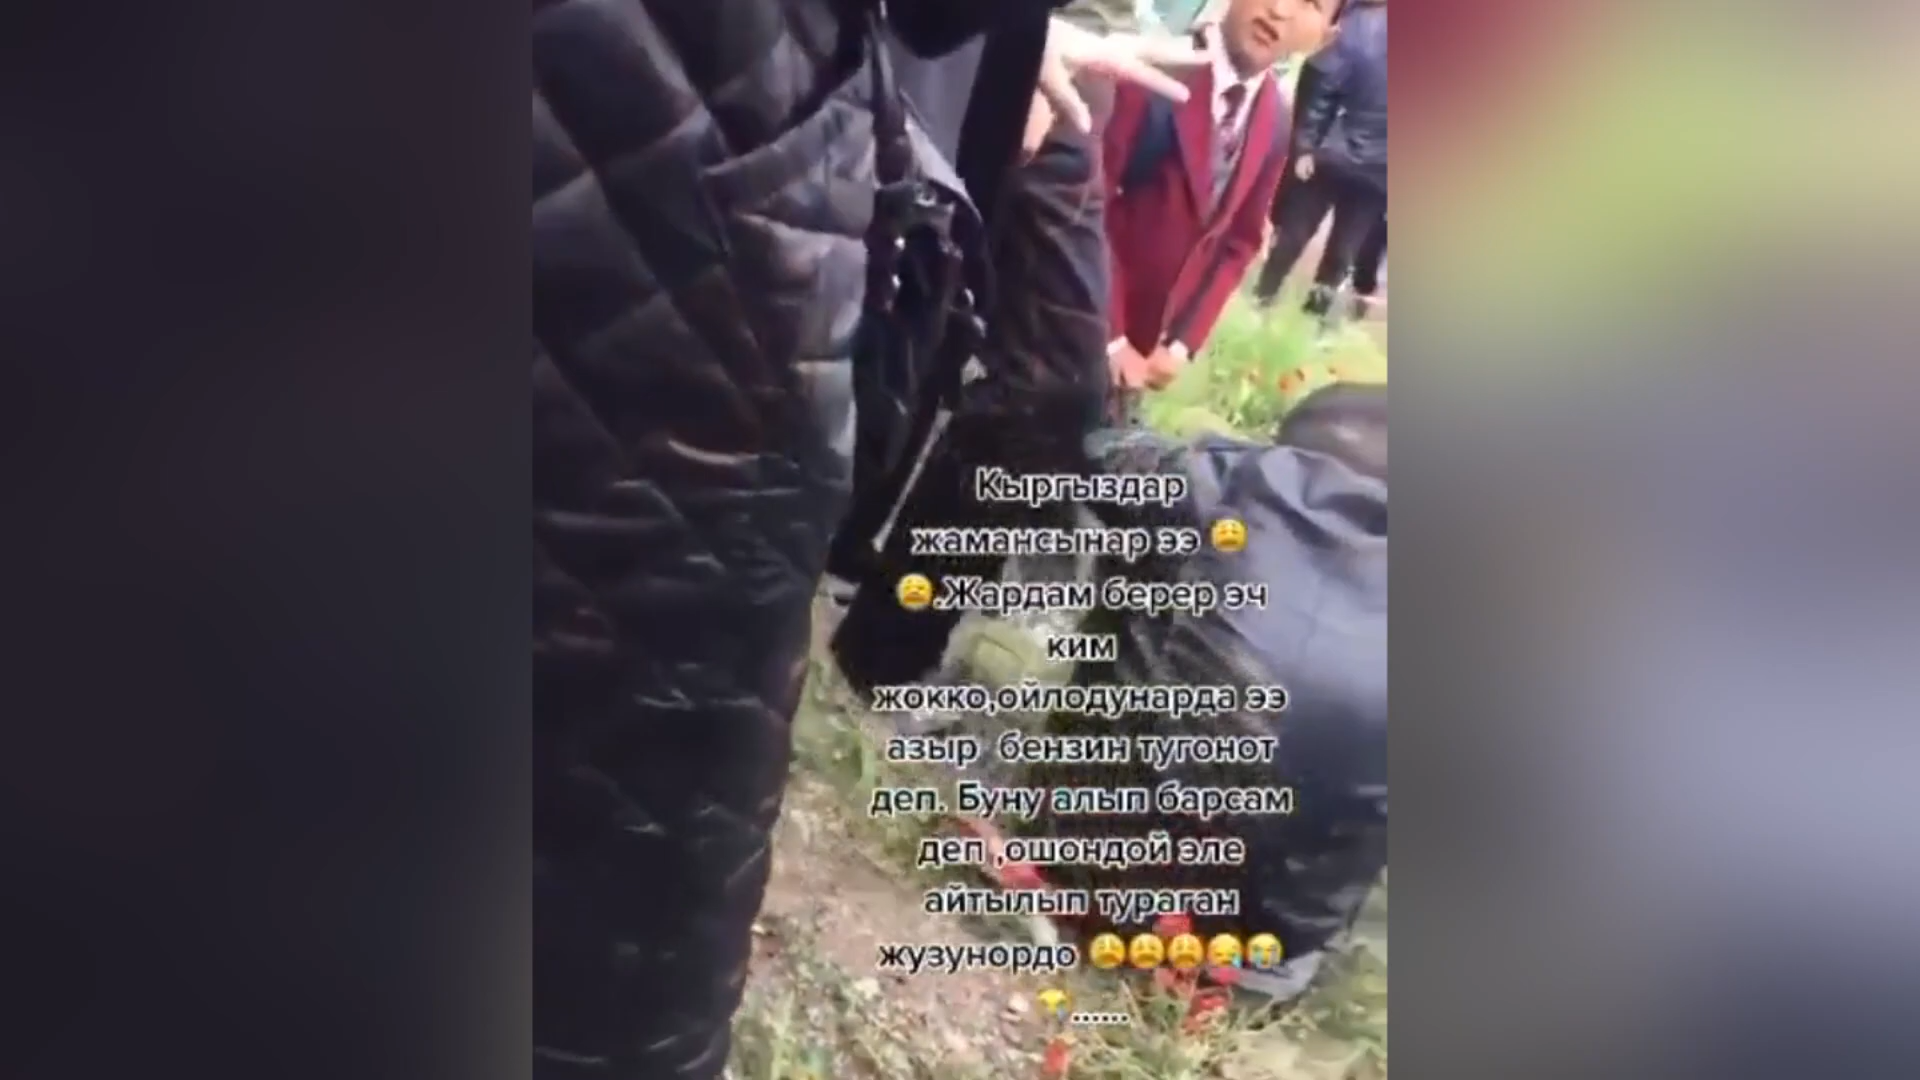 Кыргыздар
жамансынар ээ 😩
😩.Жардам берер эч
ким
жокко,ойлодунарда ээ
азыр бензин тугонот
деп. Буну алып барсам
деп ,ошондой эле
айтылып тураган
жузунордо 😩😩😩😪😭
😭......